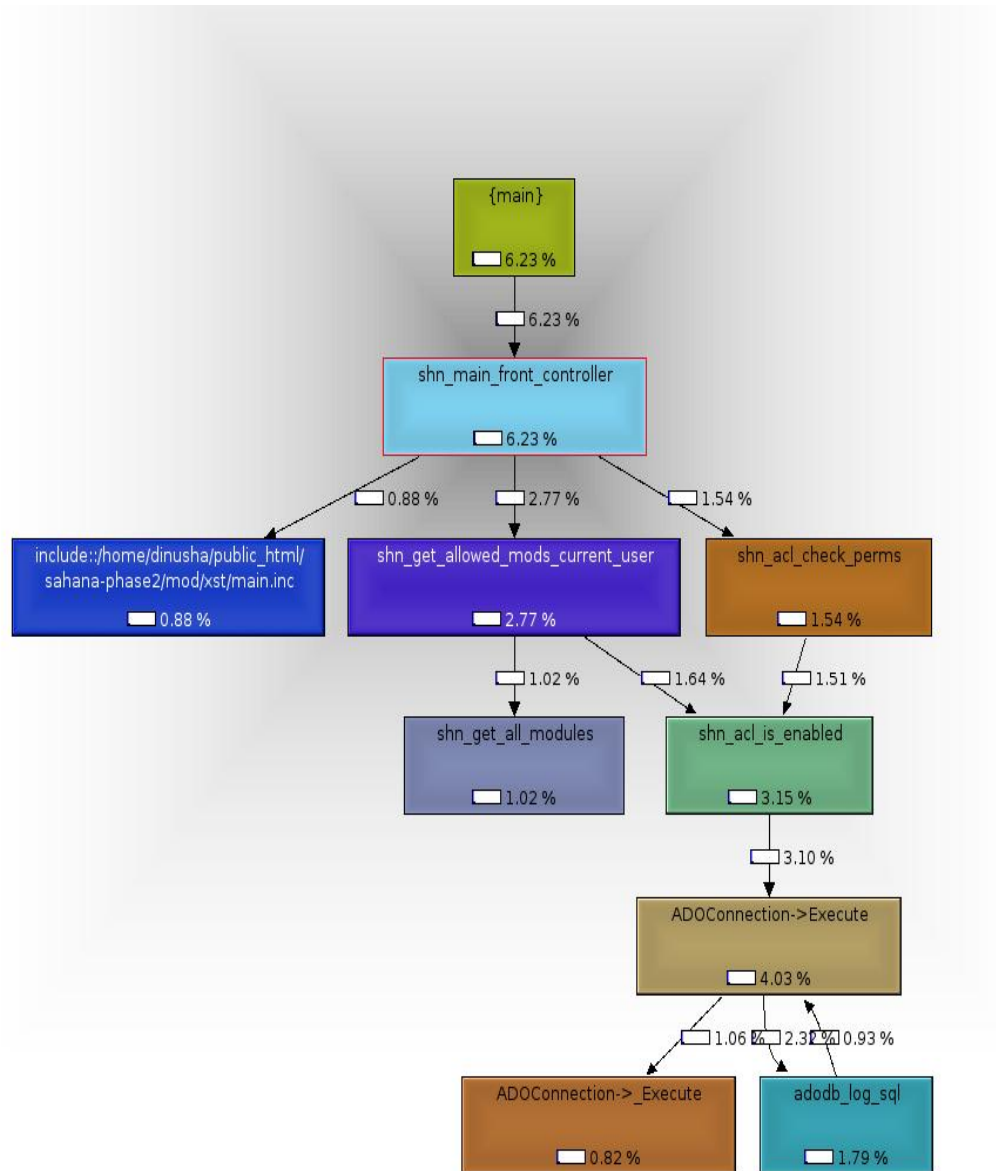 {main}
6.23 %
6.23 %
shn_main_front_controller
6.23 %
0.88 %
2.77 %
1.54 %
include::/home/dinusha/public_html/
sahana-phase2/mod/xst/main.inc
0.88 %
shn_get_allowed_mods_current_user
2.77 %
shn_acl_check_perms
1.54 %
1.02 %
1.64 %
1.51 %
shn_get_all_modules
1.02 %
shn_acl_is_enabled
3.15 %
3.10 %
ADOConnection->Execute
4.03 %
1.06 %
2.32 %
0.93 %
ADOConnection->_Execute
0.82 %
adodb_log_sql
1.79 %